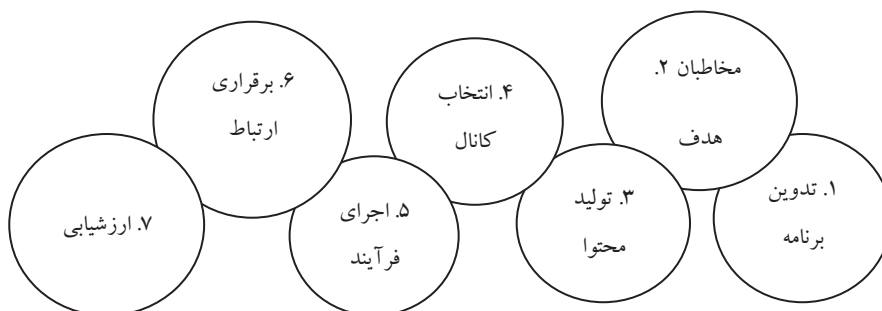 ۱. تدوین
برنامه
مخاطبان ۲.
هدف
۳. تولید
محتوا
۴. انتخاب
کانال
۵. اجرای
فرآیند
۶. برقراری
ارتباط
۷. ارزشیابی